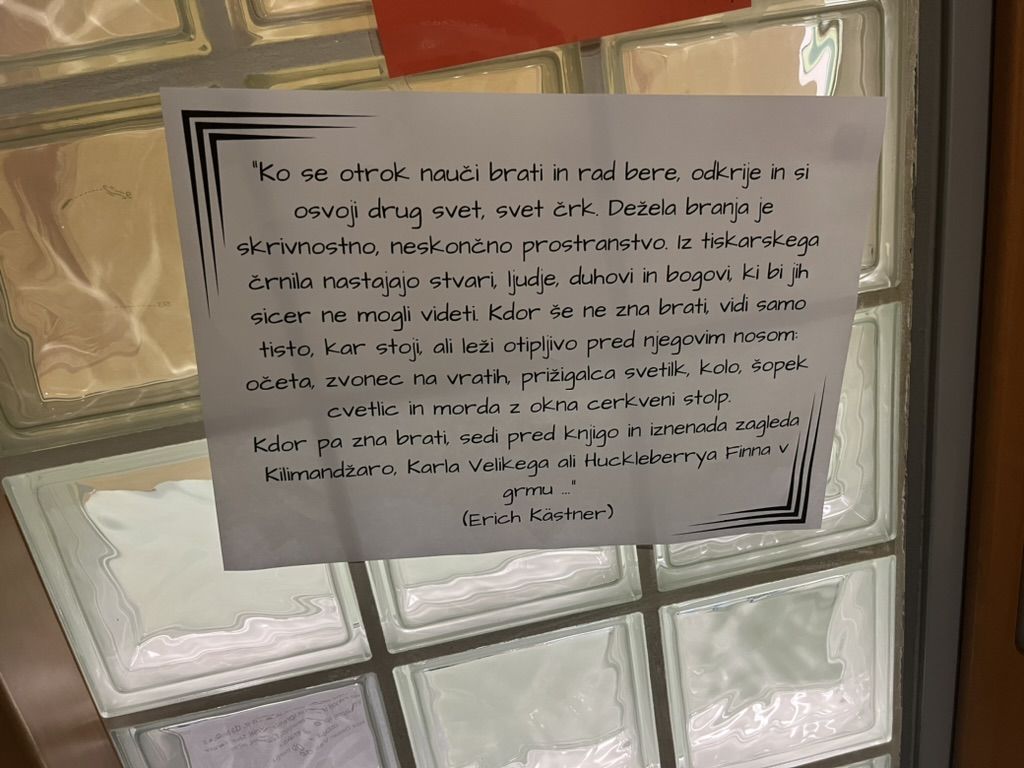 "Ko se otrok nauči brati in rad bere, odkrije in si
osvoji drug svet, svet črk. Dežela branja je
skrivnostno, neskončno prostranstvo. Iz tiskarskega
črnila nastajajo stvari, ljudje, duhovi in bogovi, ki bi jih
sicer ne mogli videti. Kdor še ne zna brati, vidi samo
tisto, kar stoji, ali leži otipljivo pred njegovim nosom:
očeta, zvonec na vratih, prižigalca svetilk, kolo, šopek
cvetlic in morda z okna cerkveni stolp.
Kdor pa zna brati, sedi pred knjigo in iznenada zagleda
Kilimandžaro, Karla Velikega ali Huckleberrya Finna v
grmu ..."
(Erich Kästner)